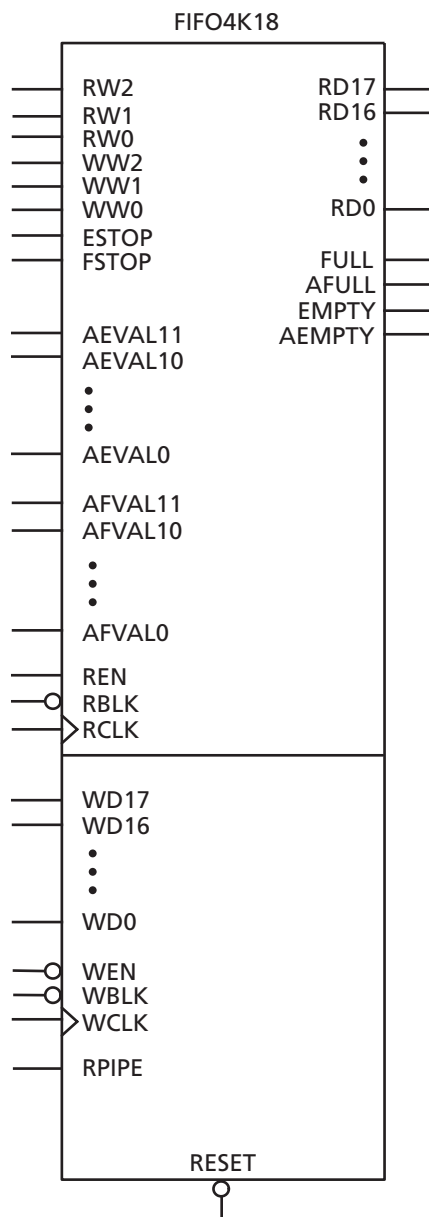 FIFO4K18
RW2 RD17
RW1 RD16
RW0
WW2
WW1
WW0 RD0
ESTOP
FSTOP FULL
AFULL
EMPTY
AEVAL11 AEMPTY
AEVAL10
AEVAL0
AFVAL11
AFVAL10
AFVAL0
REN
RBLK
RCLK
WD17
WD16
WD0
WEN
WBLK
WCLK
RPIPE
RESET